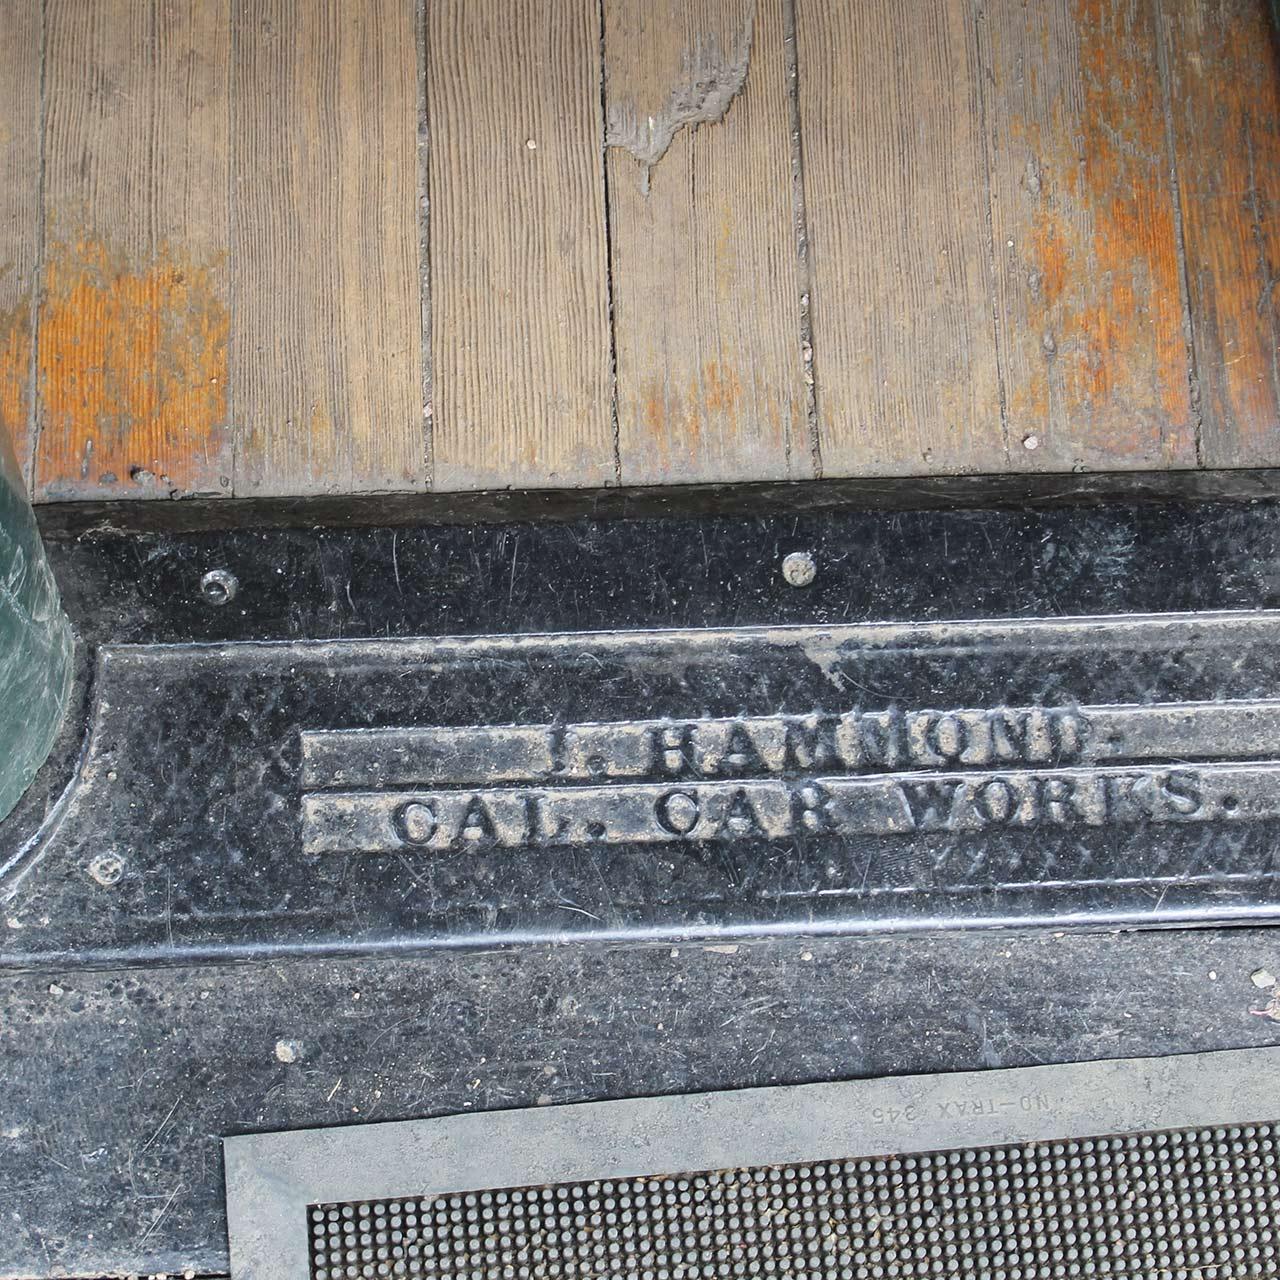 J. HAMMOND.
CAL. CAR WORKS.
NO-TRAX 345